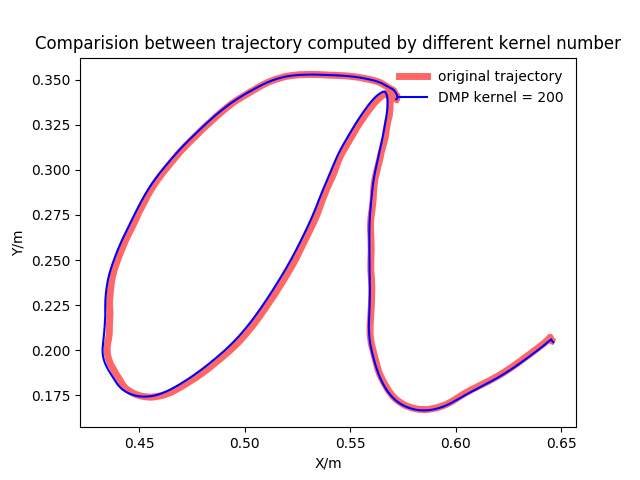 Comparision between trajectory computed by different kernel number
original trajectory
DMP kernel = 200
Y/m
0.350
0.325
0.300
0.275
0.250
0.225
0.200
0.175
0.45
0.50
0.55
0.60
0.65
X/m